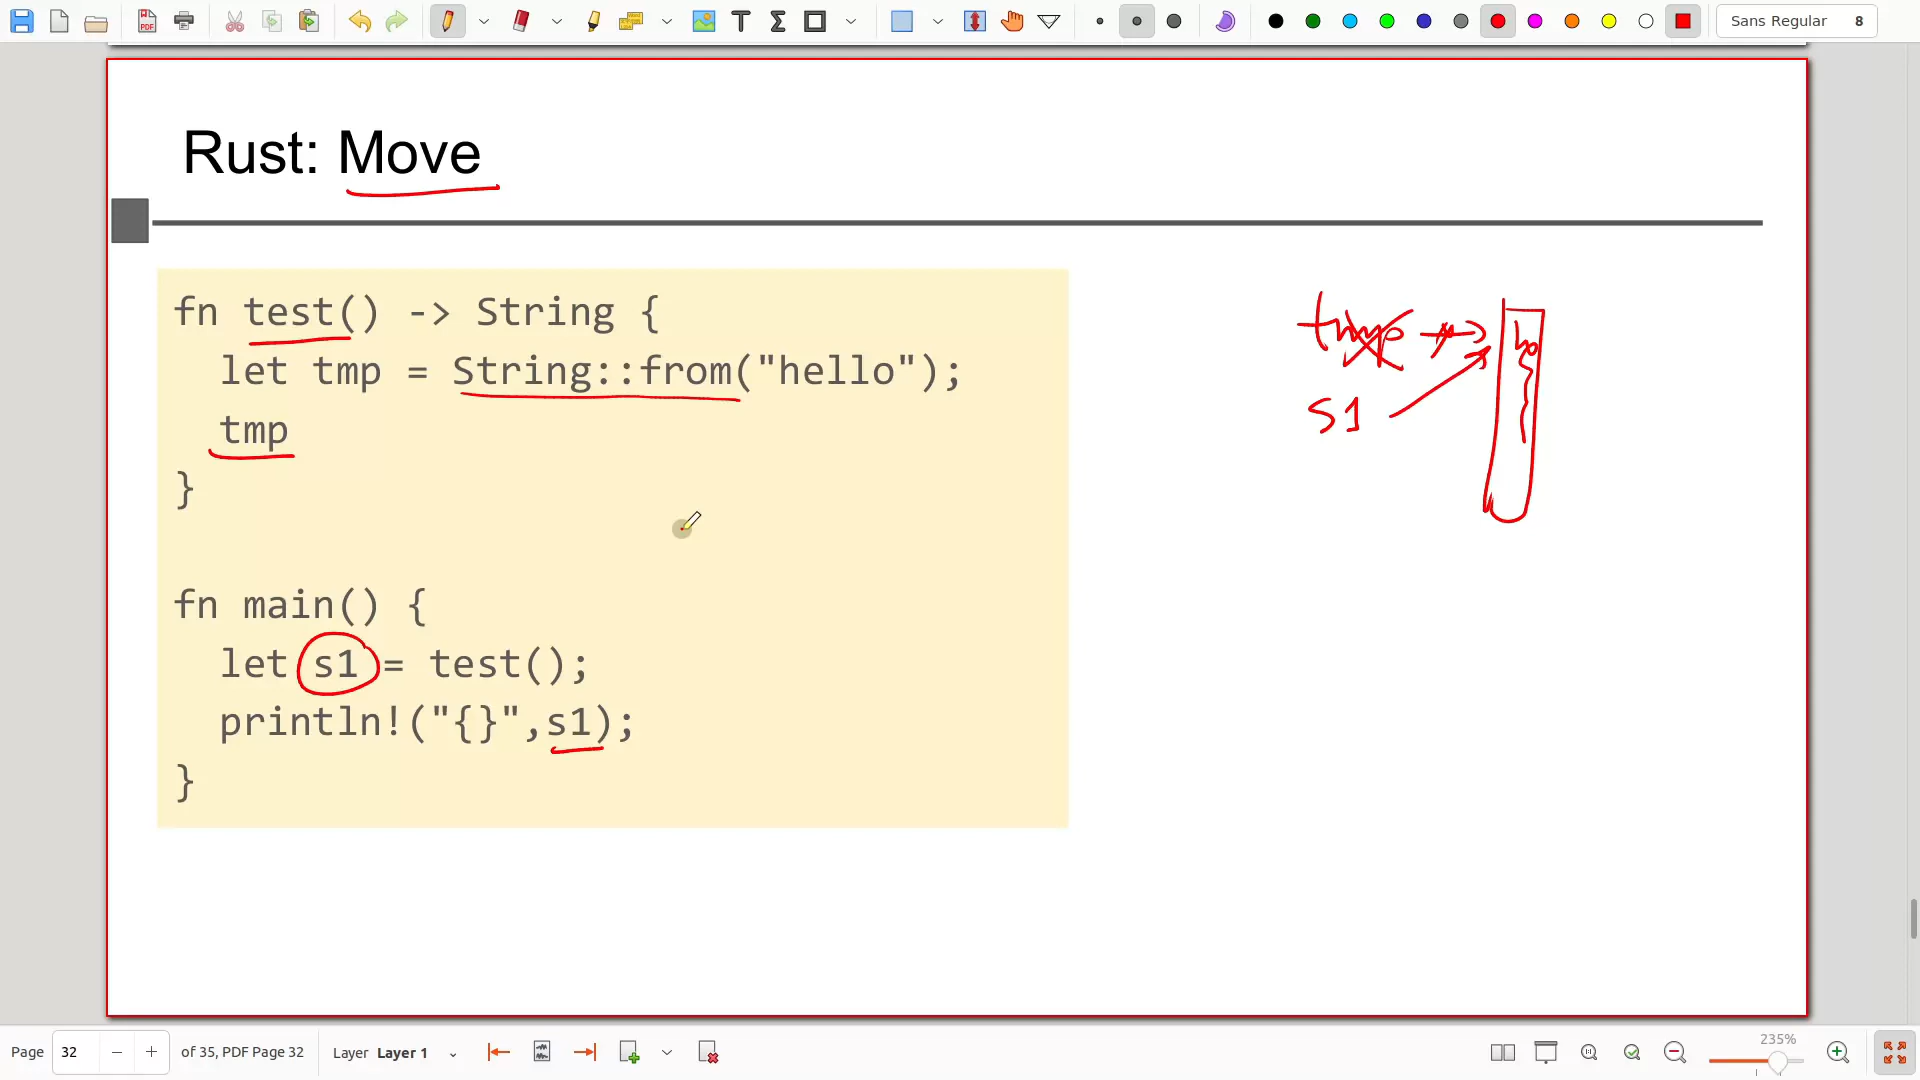 Sans Regular 8
Rust: Move
fn test() -> String {
let tmp = String::from("hello");
tmp
}
fn main() {
let s1 = test();
println!("{}",s1);
}
tmp
s1
Page 32 of 35, PDF Page 32 Layer Layer 1 235%